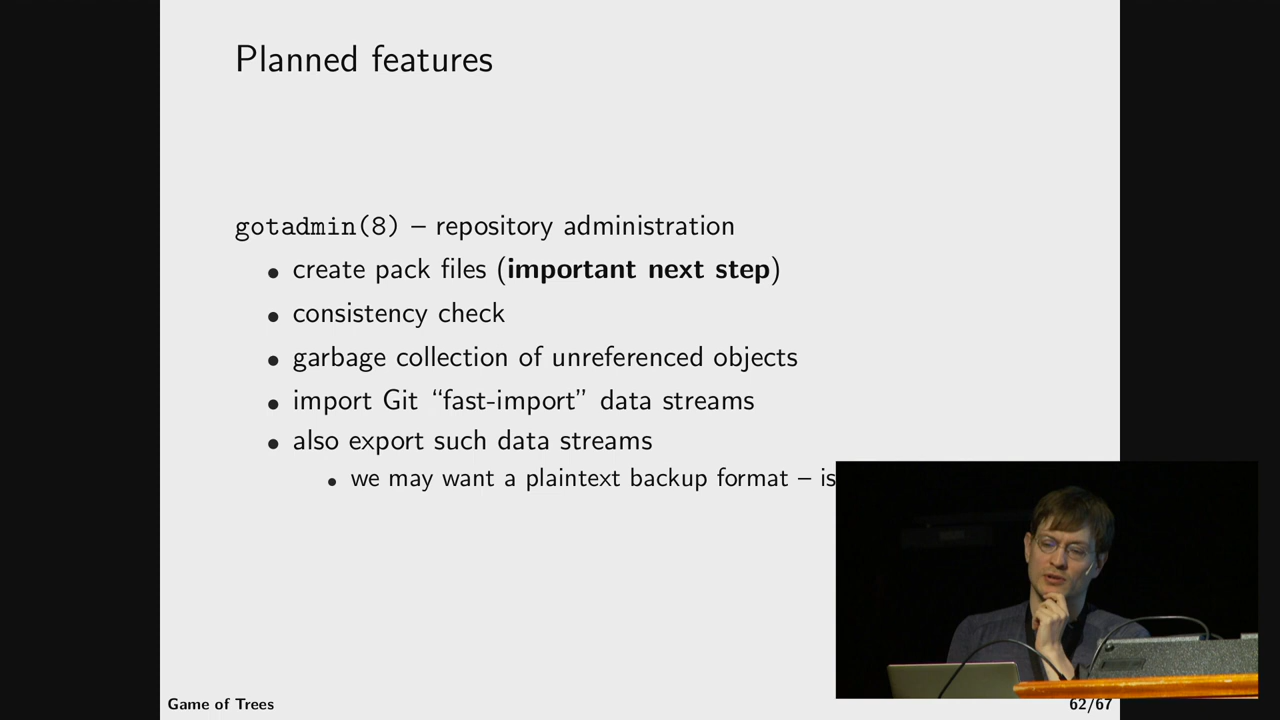 Planned features
gotadmin(8) – repository administration
• create pack files (important next step)
• consistency check
• garbage collection of unreferenced objects
• import Git “fast-import” data streams
• also export such data streams
• we may want a plaintext backup format – is
Game of Trees
62/67